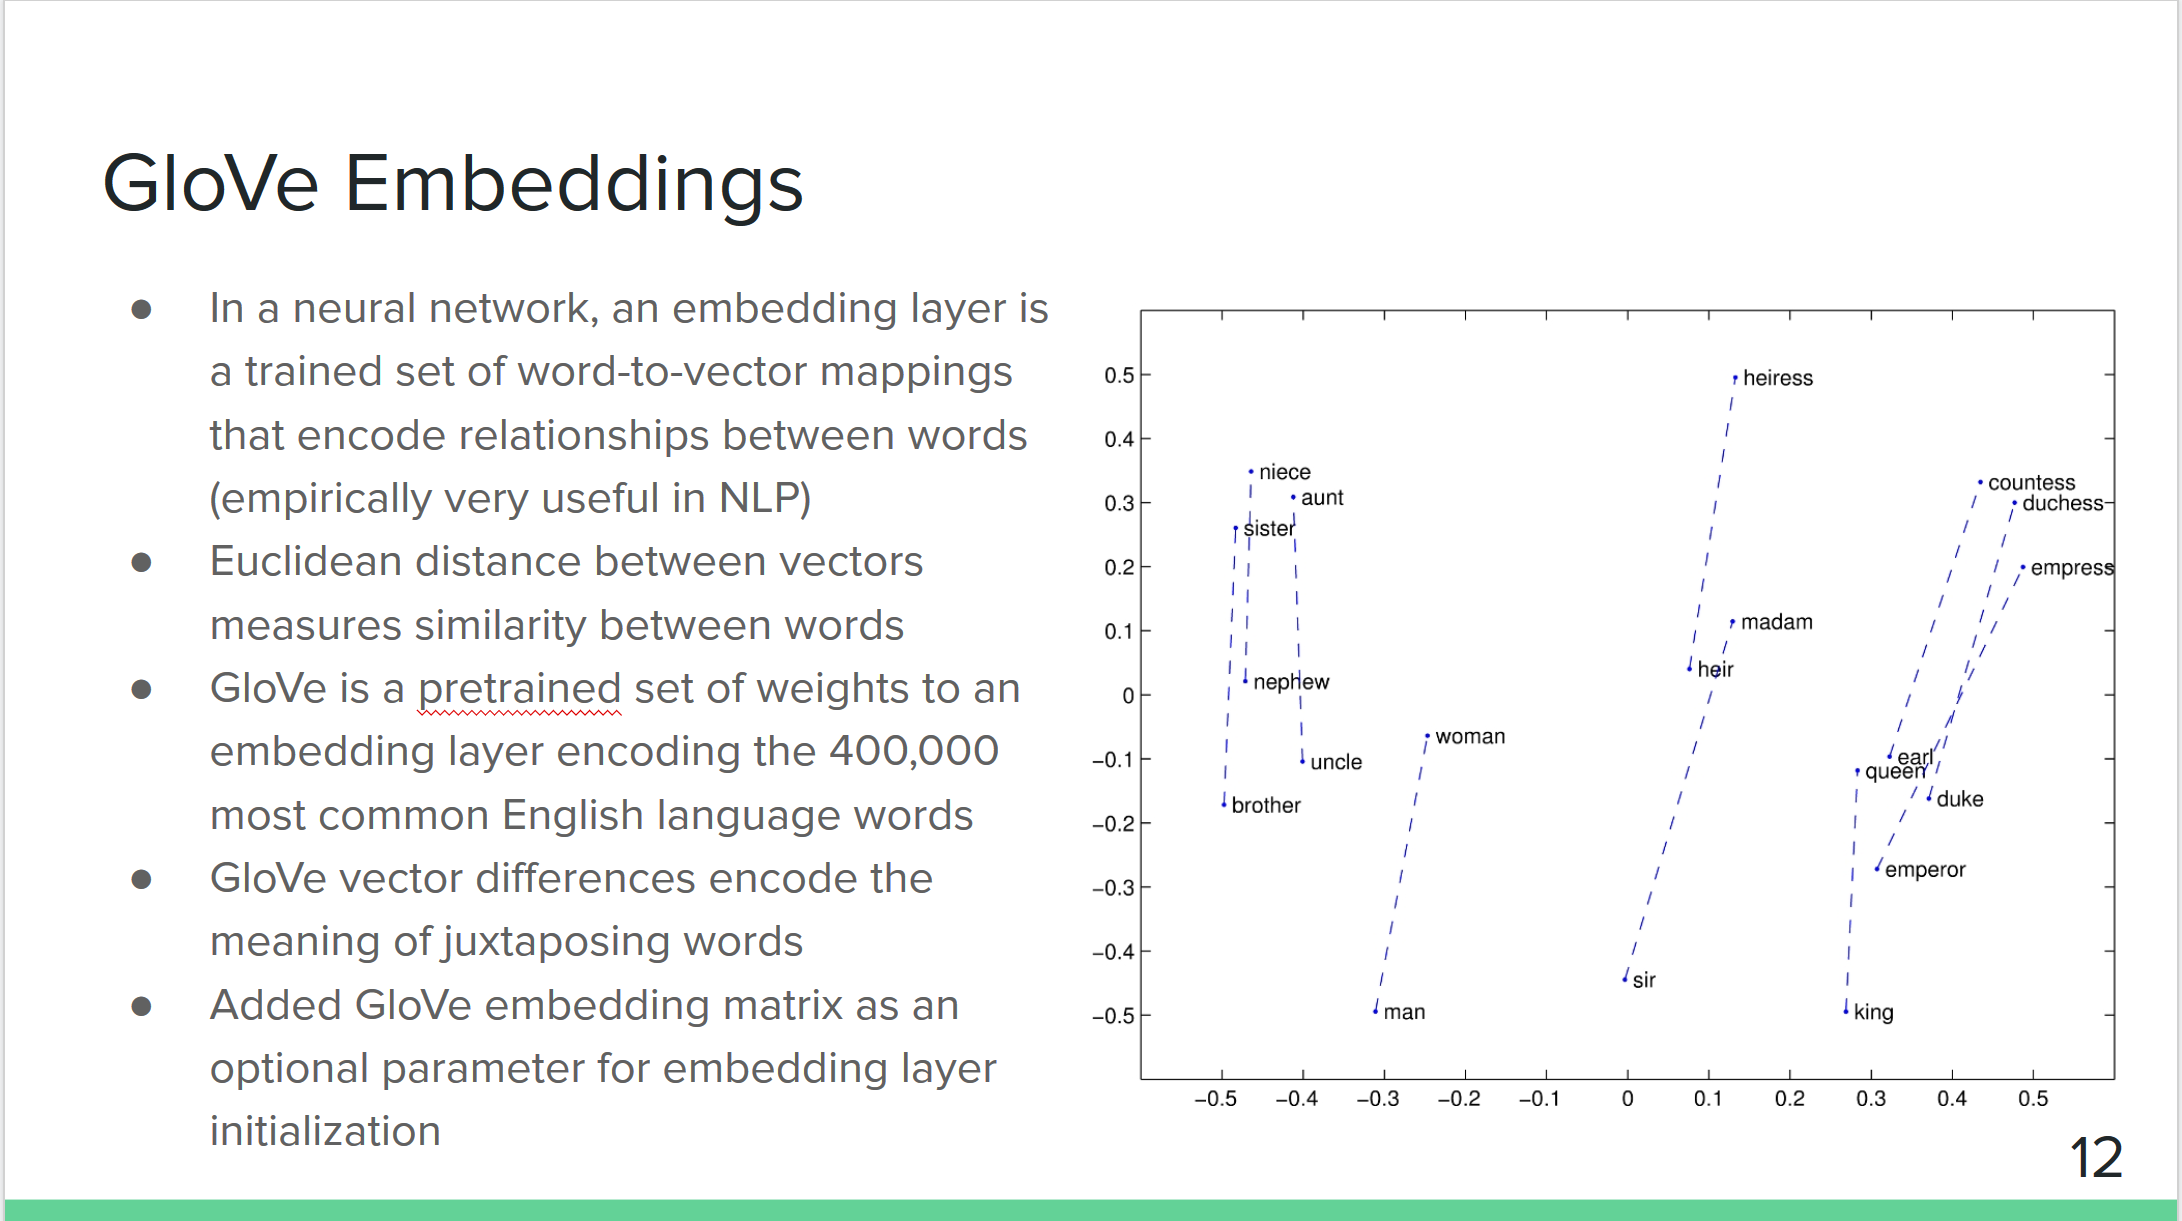 GloVe Embeddings
● In a neural network, an embedding layer is
a trained set of word-to-vector mappings
that encode relationships between words
(empirically very useful in NLP)
● Euclidean distance between vectors
measures similarity between words
● GloVe is a pretrained set of weights to an
embedding layer encoding the 400,000
most common English language words
● GloVe vector differences encode the
meaning of juxtaposing words
● Added GloVe embedding matrix as an
optional parameter for embedding layer
initialization
0.5
0.4
0.3
0.2
0.1
0
−0.1
−0.2
−0.3
−0.4
−0.5
heiress
niece
aunt
sister
countess
duchess
empress
madam
heir
nephew
woman
uncle
earl
queen
duke
brother
emperor
sir
man
king
−0.5 −0.4 −0.3 −0.2 −0.1 0 0.1 0.2 0.3 0.4 0.5
12